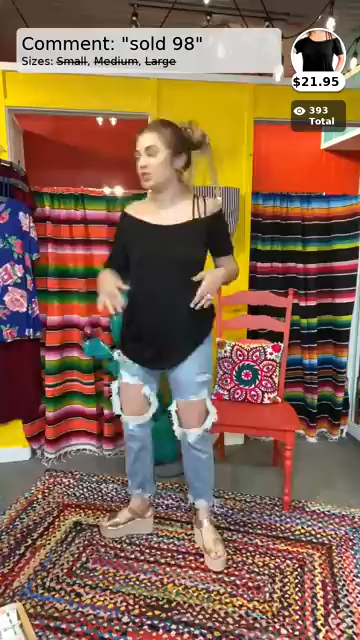 Comment: "sold 98"
Sizes: Small, Medium, Large
$21.95
393
Total